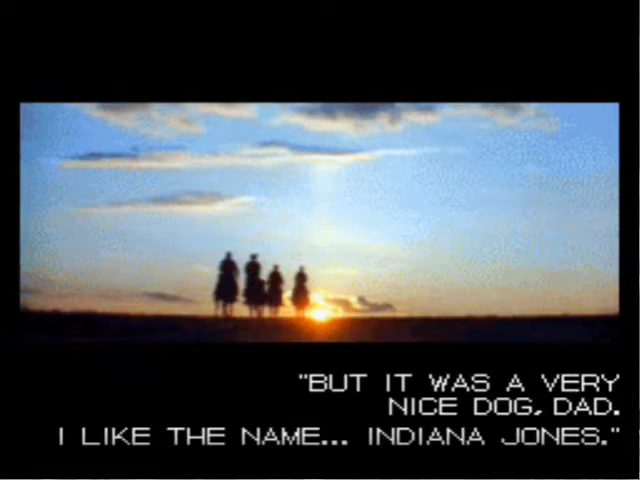 "BUT IT WAS A VERY
NICE DOG, DAD.
I LIKE THE NAME... INDIANA JONES."